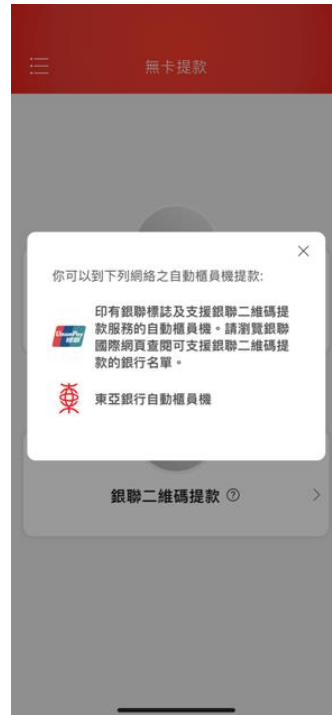 無卡提款
你可以到下列網絡之自動櫃員機提款:
印有銀聯標誌及支援銀聯二維碼提
款服務的自動櫃員機。請瀏覽銀聯
國際網頁查閱可支援銀聯二維碼提
款的銀行名單。
UnionPay
银联
東亞銀行自動櫃員機
銀聯二維碼提款